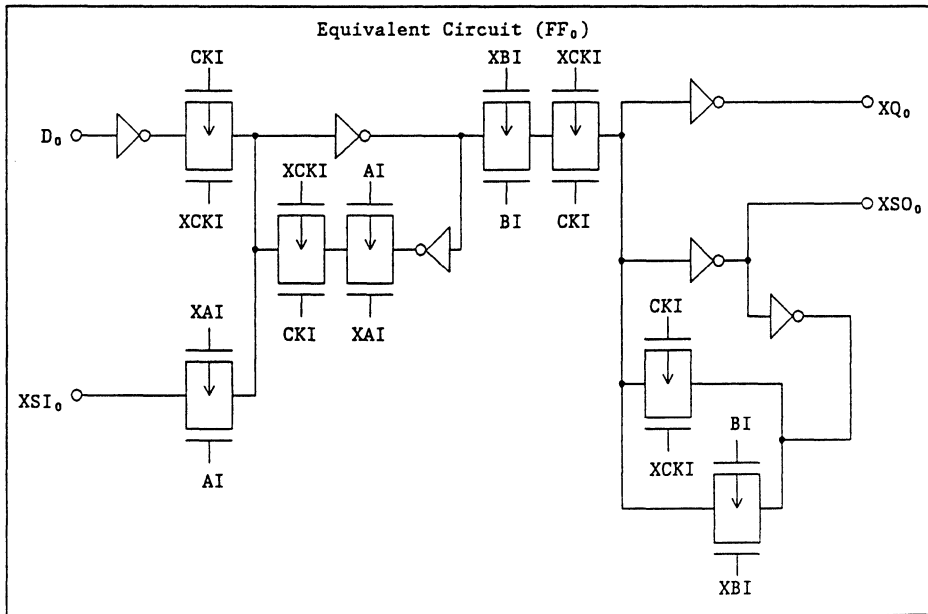 Equivalent Circuit (FF₀)
CKI
XBI
XCKI
D₀
XQ₀
XCKI
XCKI
AI
BI
CKI
XSO₀
XAI
CKI
XAI
CKI
XSI₀
AI
XCKI
BI
XBI